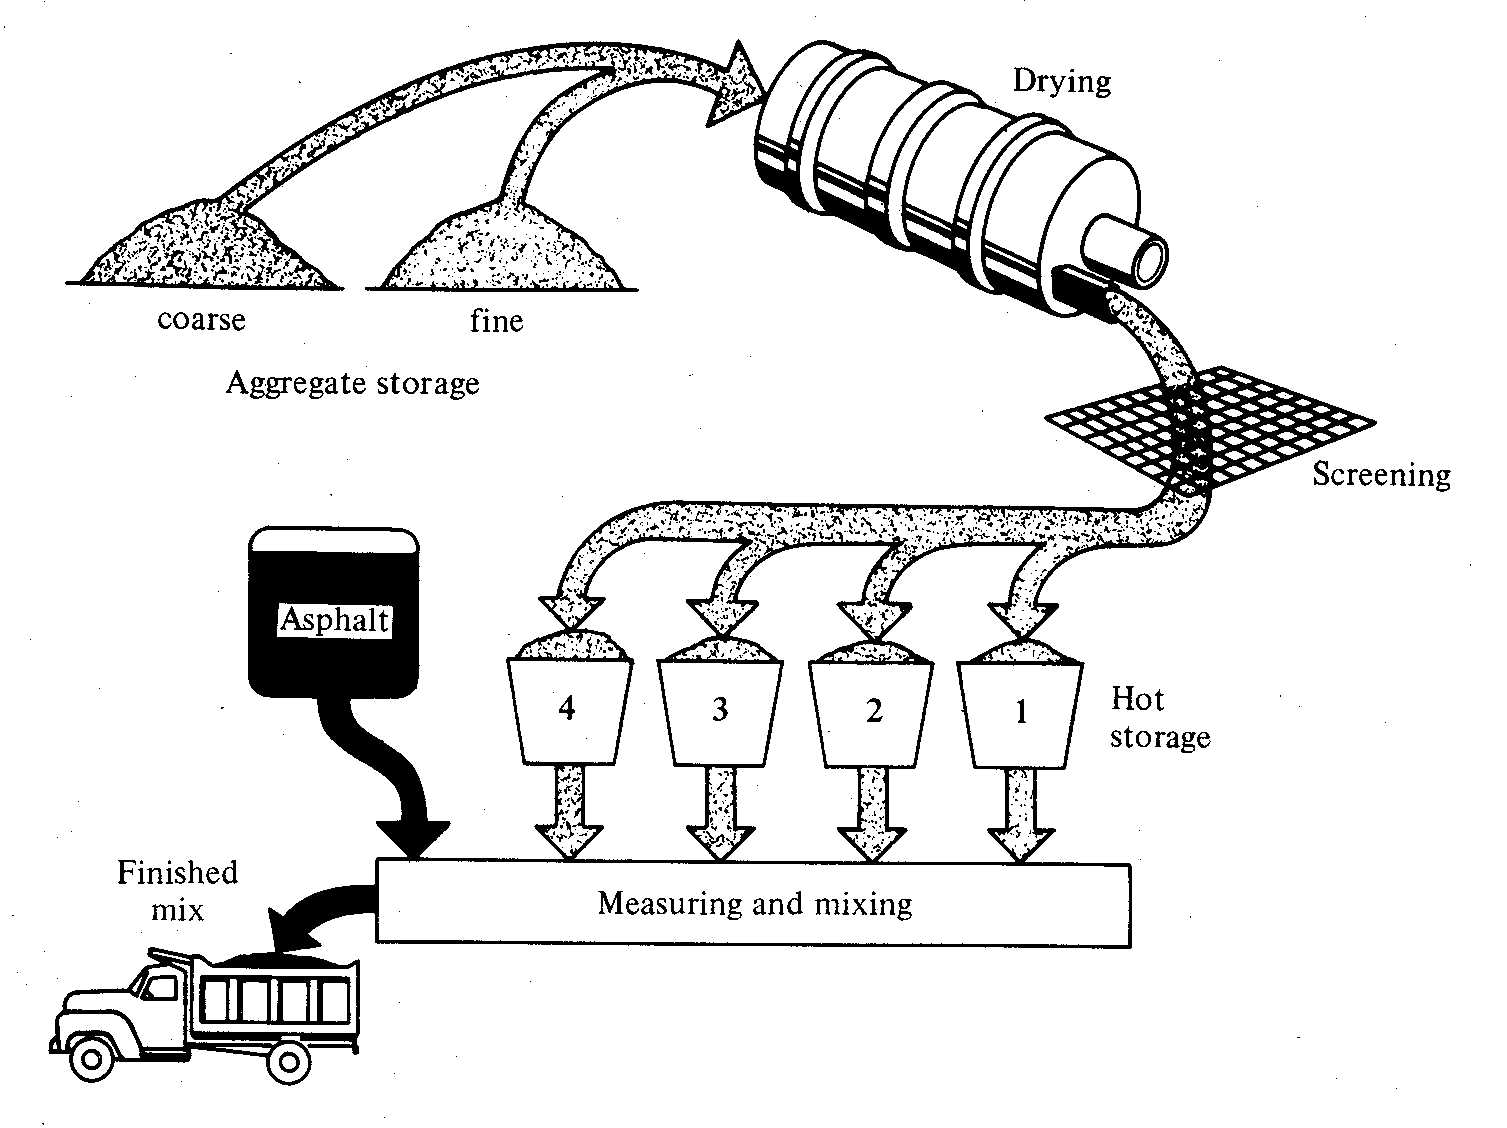 Drying
coarse
fine
Aggregate storage
Screening
Asphalt
4
3
2
1
Hot
storage
Finished
mix
Measuring and mixing